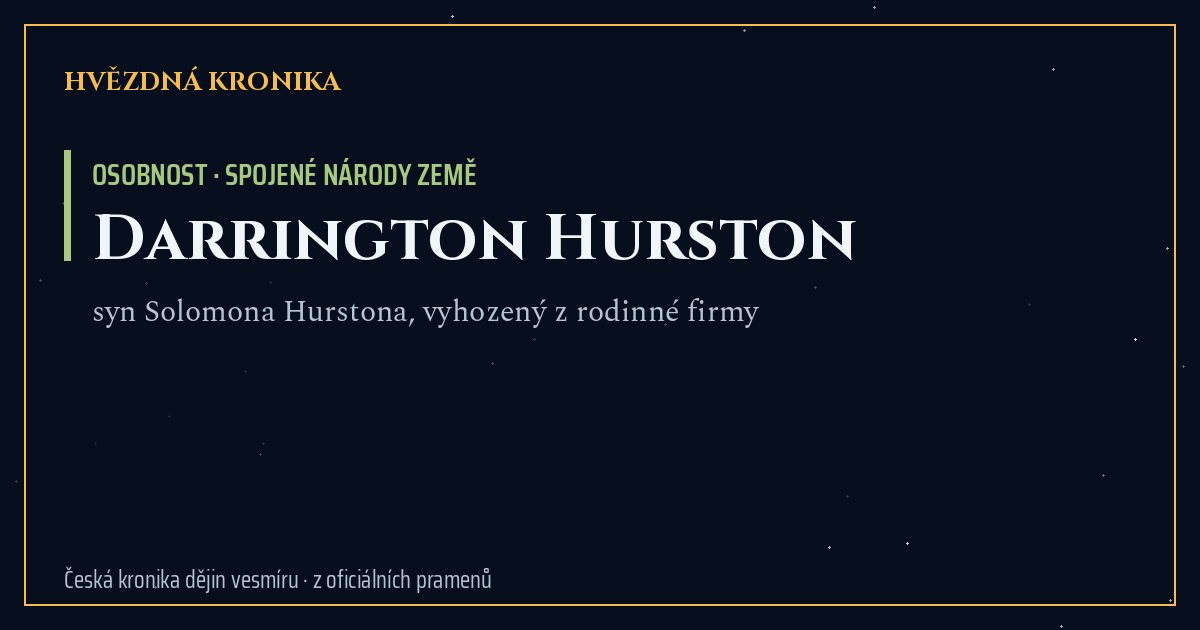 HVĚZDNÁ KRONIKA
OSOBNOST · SPOJENÉ NÁRODY ZEMĚ
Darrington Hurston
syn Solomona Hurstona, vyhozený z rodinné firmy
Česká kronika dějin vesmíru · z oficiálních pramenů